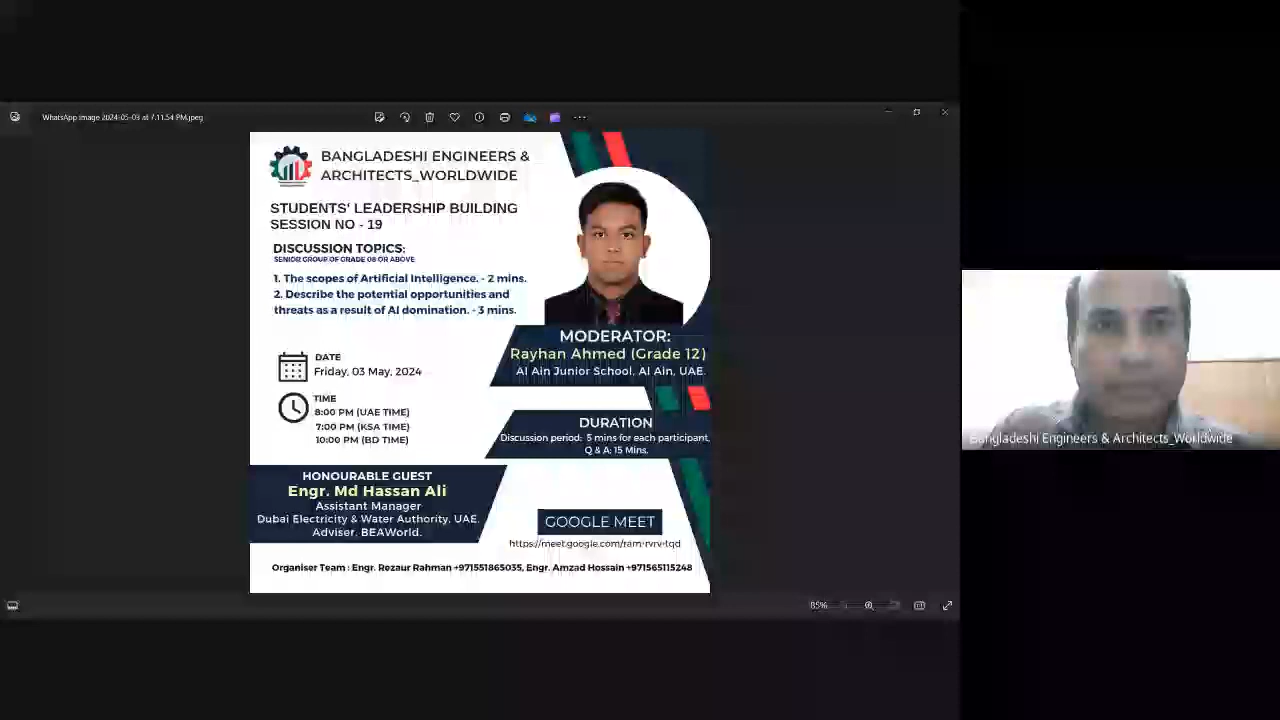 WhatsApp Image 2024-05-03 at 7.11.54 PM.jpeg
BANGLADESHI ENGINEERS &
ARCHITECTS_WORLDWIDE
STUDENTS' LEADERSHIP BUILDING
SESSION NO - 19
DISCUSSION TOPICS:
SENIOR GROUP OF GRADE 08 OR ABOVE
1. The scopes of Artificial Intelligence. - 2 mins.
2. Describe the potential opportunities and
threats as a result of AI domination. - 3 mins.
MODERATOR:
Rayhan Ahmed (Grade 12)
Al Ain Junior School, Al Ain, UAE.
DATE
Friday, 03 May, 2024
TIME
8:00 PM (UAE TIME)
7:00 PM (KSA TIME)
10:00 PM (BD TIME)
DURATION
Discussion period: 5 mins for each participant,
Q & A: 15 Mins.
HONOURABLE GUEST
Engr. Md Hassan Ali
Assistant Manager
Dubai Electricity & Water Authority, UAE.
Adviser, BEAWorld.
GOOGLE MEET
https://meet.google.com/ram-rvrv-tqd
Organiser Team : Engr. Rezaur Rahman +971551865035, Engr. Amzad Hossain +971565115248
85%
Bangladeshi Engineers & Architects_Worldwide